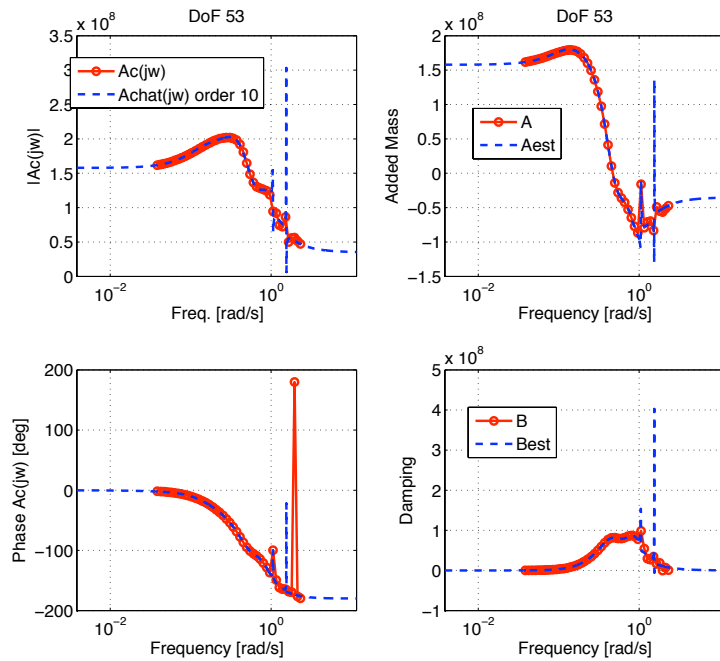 DoF 53
x 10^8
3.5
3
2.5
2
1.5
1
0.5
0
|Ac(jw)|
Ac(jw)
Achat(jw) order 10
10^-2
10^0
Freq. [rad/s]
DoF 53
x 10^8
2
1.5
1
0.5
0
−0.5
−1
−1.5
Added Mass
A
Aest
10^-2
10^0
Frequency [rad/s]
200
100
0
−100
−200
Phase Ac(jw) [deg]
10^-2
10^0
Frequency [rad/s]
x 10^8
5
4
3
2
1
0
−1
Damping
B
Best
10^-2
10^0
Frequency [rad/s]